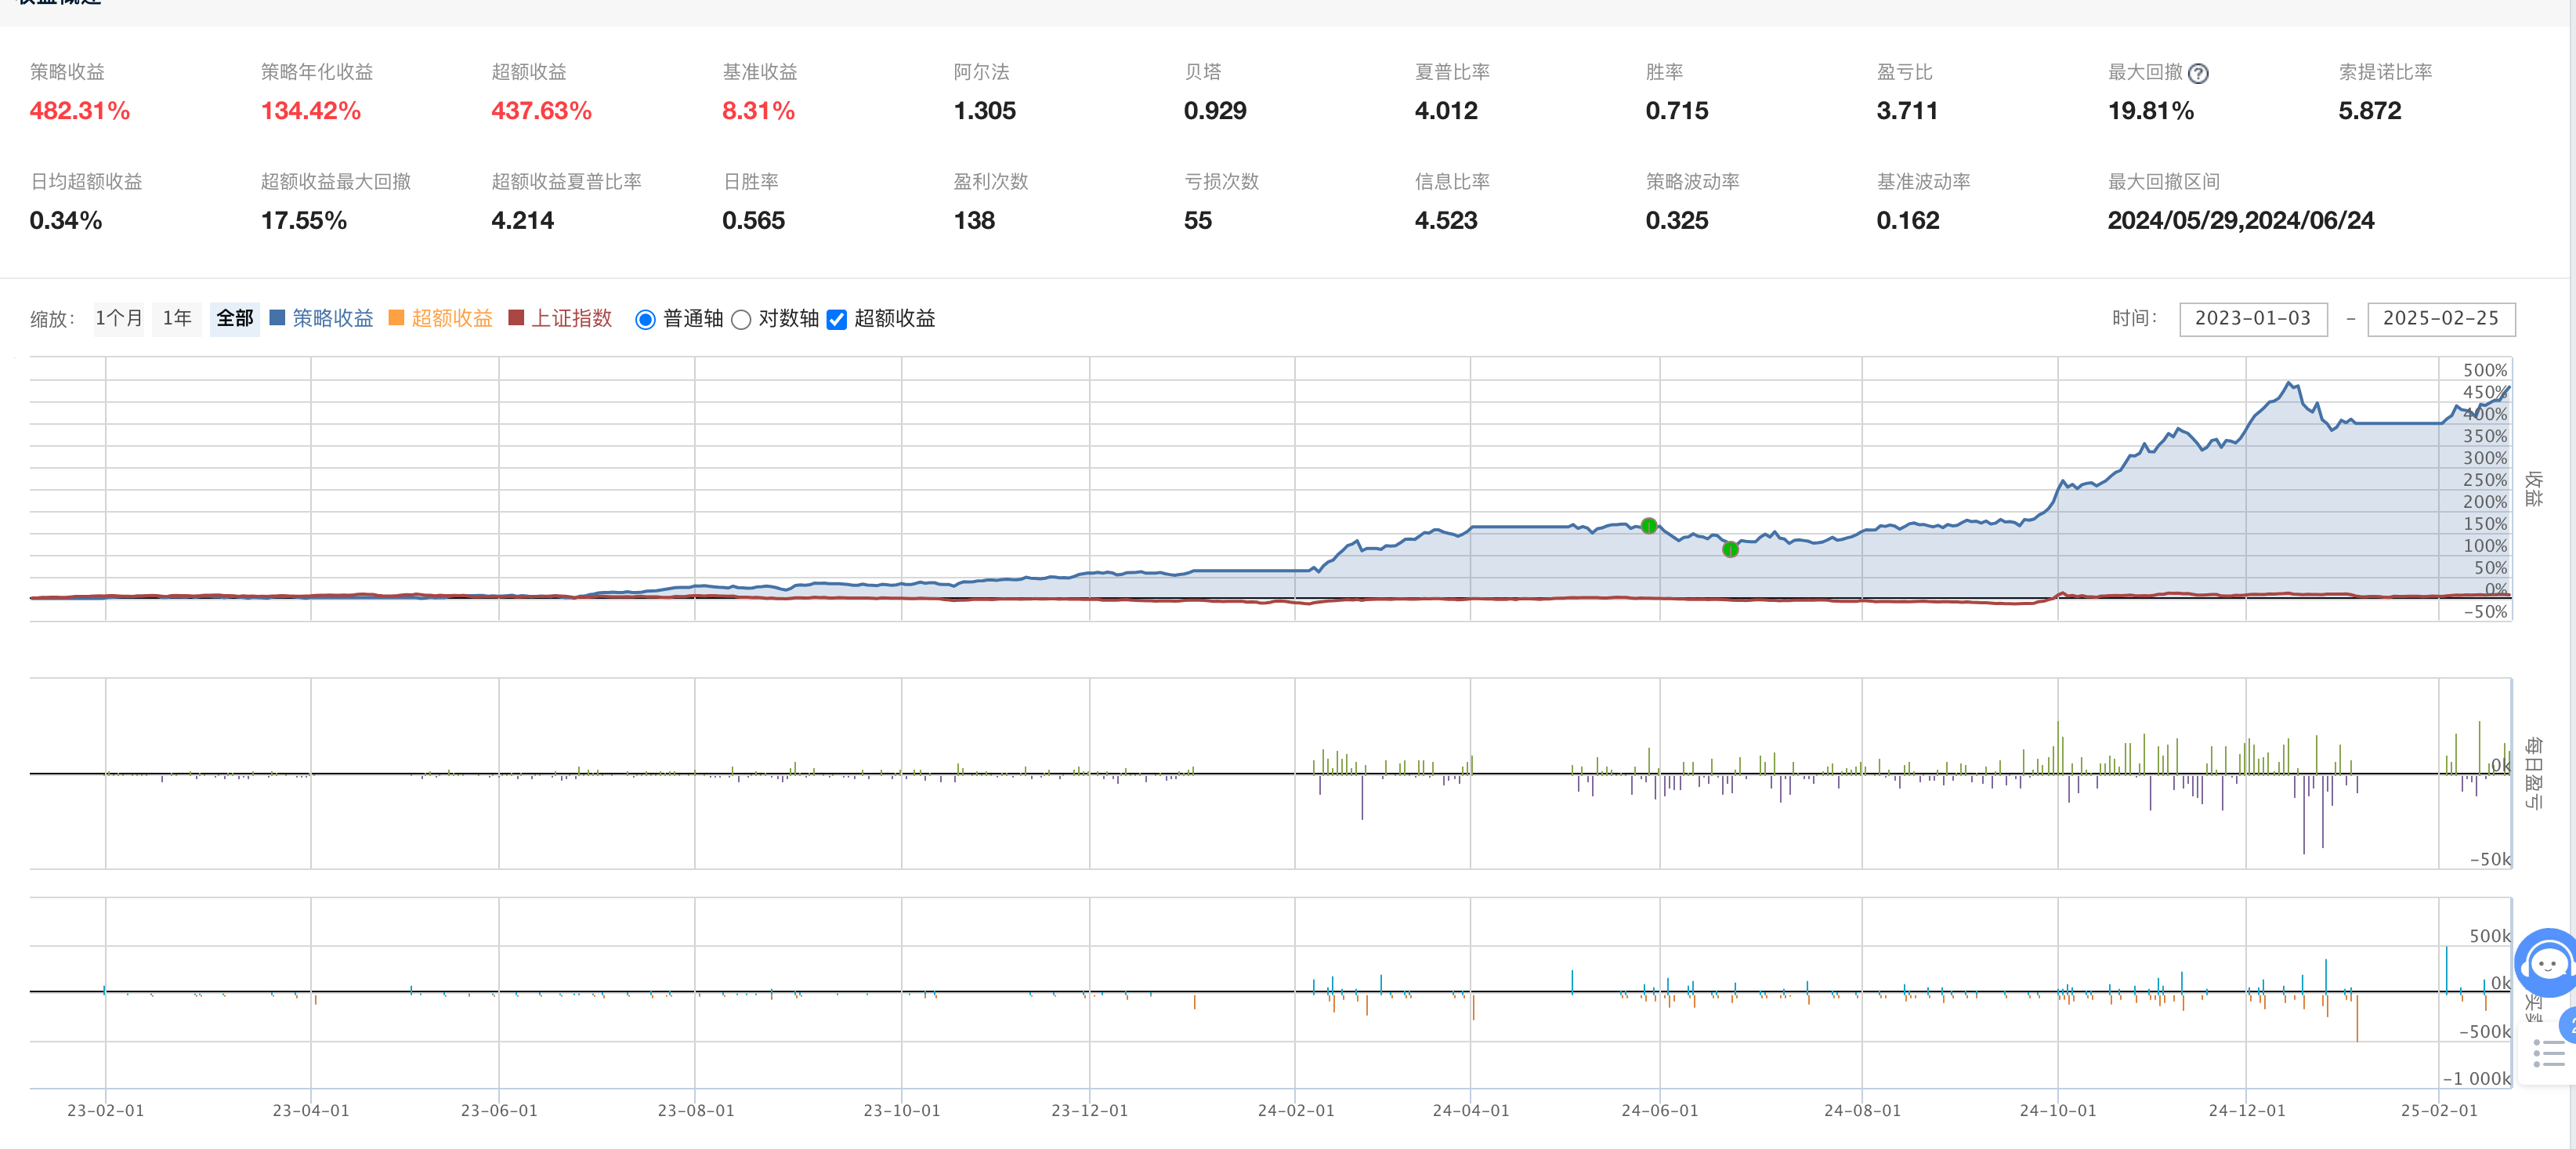 收益概述
策略收益 策略年化收益 超额收益 基准收益 阿尔法 贝塔 夏普比率 胜率 盈亏比 最大回撤 ? 索提诺比率
482.31% 134.42% 437.63% 8.31% 1.305 0.929 4.012 0.715 3.711 19.81% 5.872
日均超额收益 超额收益最大回撤 超额收益夏普比率 日胜率 盈利次数 亏损次数 信息比率 策略波动率 基准波动率 最大回撤区间
0.34% 17.55% 4.214 0.565 138 55 4.523 0.325 0.162 2024/05/29,2024/06/24
缩放: 1个月 1年 全部 策略收益 超额收益 上证指数 普通轴 对数轴 超额收益 时间: 2023-01-03 - 2025-02-25
500%
450%
400%
350%
300%
250%
200%
150%
100%
50%
0%
-50%
收益
0k
-50k
每日盈亏
500k
0k
-500k
-1 000k
买
2
23-02-01 23-04-01 23-06-01 23-08-01 23-10-01 23-12-01 24-02-01 24-04-01 24-06-01 24-08-01 24-10-01 24-12-01 25-02-01